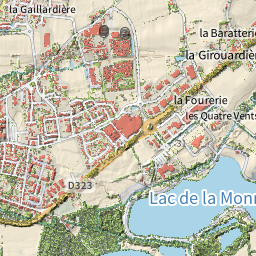 la Gaillardière
la Baratterie
la Girouardière
la Fourerie
les Quatre Vents
D323
Lac de la Monn